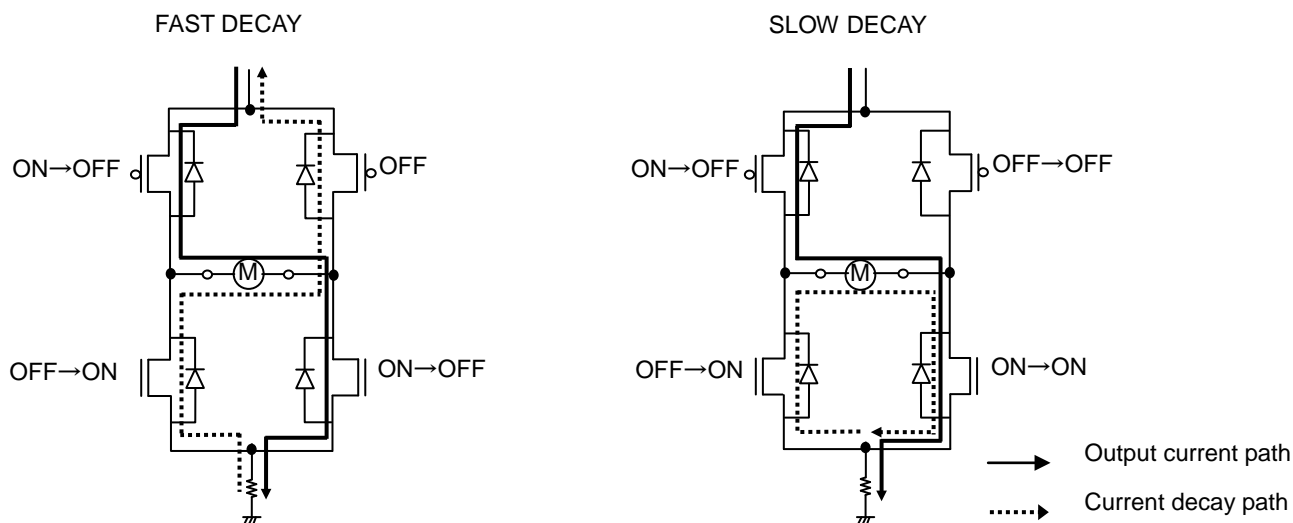 FAST DECAY
ON→OFF
OFF
M
OFF→ON
ON→OFF
SLOW DECAY
ON→OFF
OFF→OFF
M
OFF→ON
ON→ON
Output current path
Current decay path